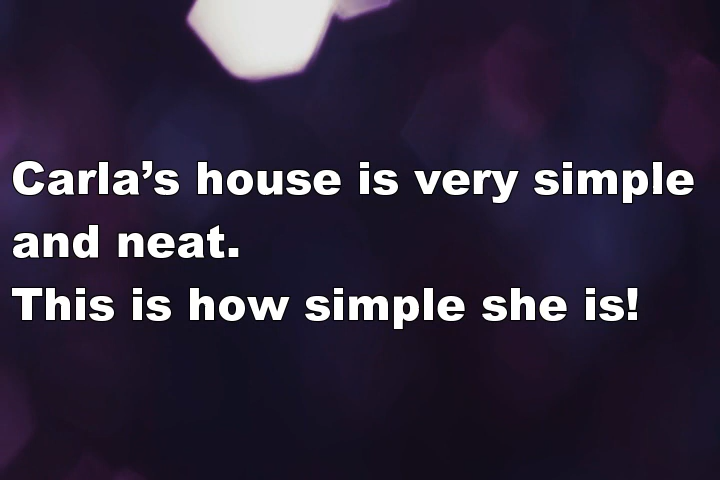 Carla’s house is very simple
and neat.
This is how simple she is!